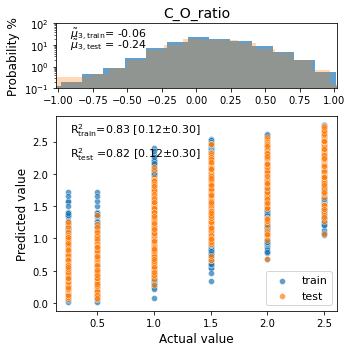 C_O_ratio
Probability %
10² 10¹ 10⁰ 10⁻¹
μ̃₃, train= -0.06
μ̃₃, test = -0.24
−1.00 −0.75 −0.50 −0.25 0.00 0.25 0.50 0.75 1.00
Predicted value
R²train=0.83 [0.12±0.30]
R²test =0.82 [0.12±0.30]
2.5
2.0
1.5
1.0
0.5
0.0
train
test
0.5 1.0 1.5 2.0 2.5
Actual value